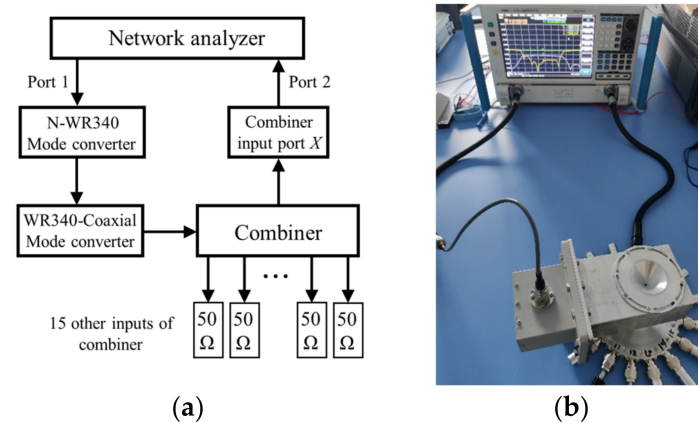 Network analyzer
Port 1
Port 2
N-WR340
Mode converter
Combiner
input port X
WR340-Coaxial
Mode converter
Combiner
...
15 other inputs of
combiner
50
Ω
50
Ω
50
Ω
50
Ω
(a)
(b)